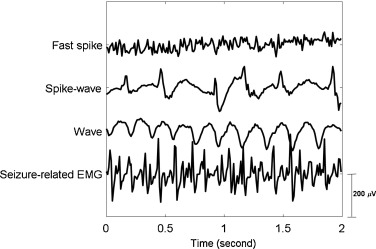 Fast spike
Spike-wave
Wave
Seizure-related EMG
200 µV
0 0.5 1 1.5 2
Time (second)